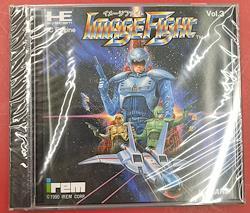 イメージファイト
IMAGE FIGHT
Vol.3
PC Engine
irem
©1990 IREM CORP.